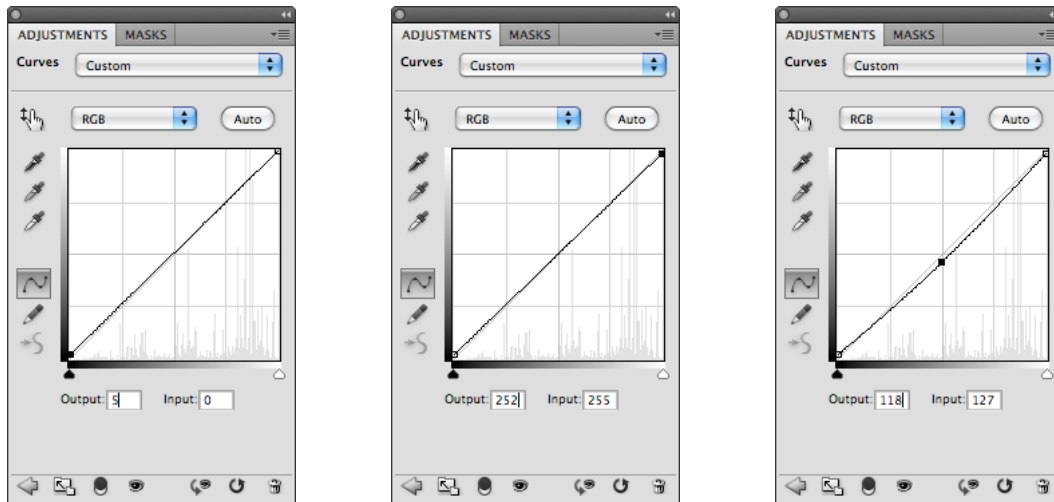 ADJUSTMENTS MASKS
Curves Custom
RGB Auto
Output: 5 Input: 0
ADJUSTMENTS MASKS
Curves Custom
RGB Auto
Output: 252 Input: 255
ADJUSTMENTS MASKS
Curves Custom
RGB Auto
Output: 118 Input: 127